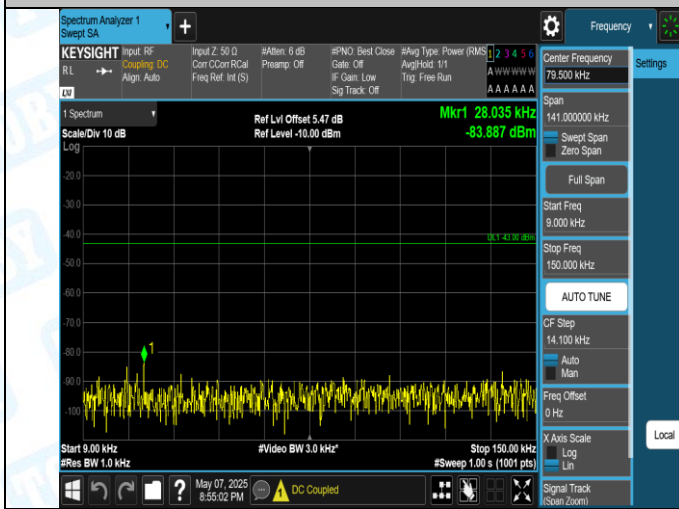 Spectrum Analyzer 1
Swept SA
+
Frequency
KEYSIGHT
RL
LXI
Input: RF
Coupling: DC
Align: Auto
Input Z: 50 Ω
Corr CCorr RCal
Freq Ref: Int (S)
#Atten: 6 dB
Preamp: Off
#PNO: Best Close
Gate: Off
IF Gain: Low
Sig Track: Off
#Avg Type: Power (RMS
Avg|Hold: 1/1
Trig: Free Run
1 2 3 4 5 6
A W W W W W
A A A A A A
1 Spectrum
Scale/Div 10 dB
Log
Ref Lvl Offset 5.47 dB
Ref Level -10.00 dBm
Mkr1 28.035 kHz
-83.887 dBm
-20.0
-30.0
-40.0
DL1 -43.00 dBm
-50.0
-60.0
-70.0
-80.0
1
-90.0
-100
Start 9.00 kHz
#Res BW 1.0 kHz
#Video BW 3.0 kHz*
Stop 150.00 kHz
#Sweep 1.00 s (1001 pts)
?
May 07, 2025
8:55:02 PM
DC Coupled
Center Frequency
79.500 kHz
Span
141.000000 kHz
Swept Span
Zero Span
Full Span
Start Freq
9.000 kHz
Stop Freq
150.000 kHz
AUTO TUNE
CF Step
14.100 kHz
Auto
Man
Freq Offset
0 Hz
X Axis Scale
Log
Lin
Signal Track
(Span Zoom)
Settings
Local